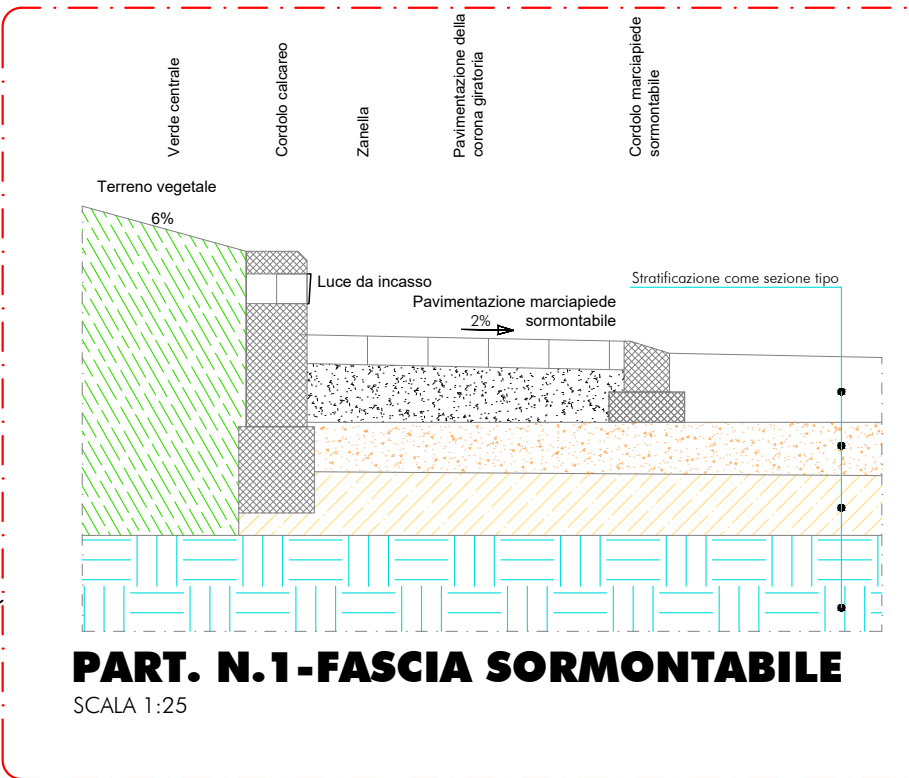 Verde centrale
Cordolo calcareo
Zanella
Pavimentazione della
corona giratoria
Cordolo marciapiede
sormontabile
Terreno vegetale
6%
Luce da incasso
Stratificazione come sezione tipo
Pavimentazione marciapiede
sormontabile
2%
PART. N.1-FASCIA SORMONTABILE
SCALA 1:25